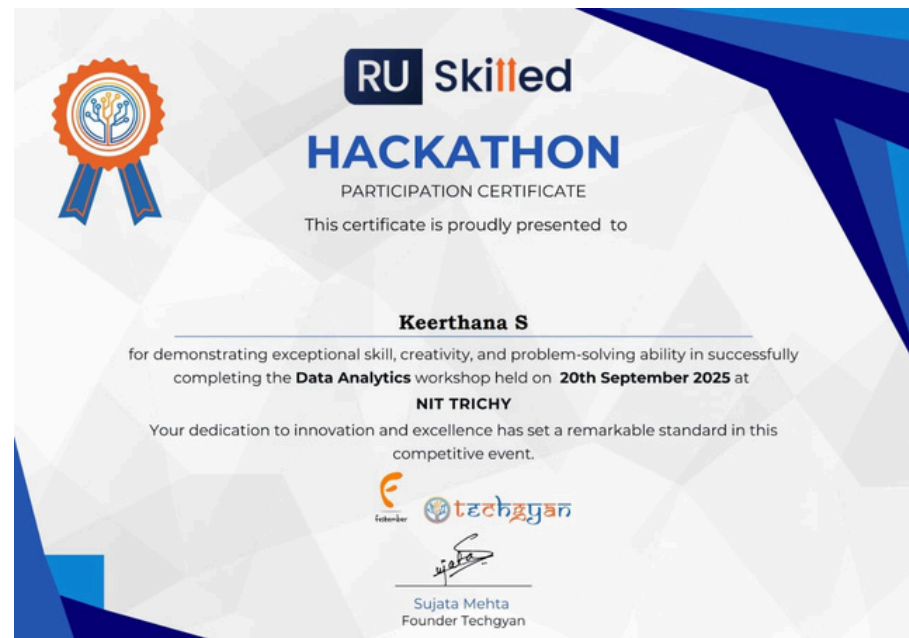 RU Skilled
HACKATHON
PARTICIPATION CERTIFICATE
This certificate is proudly presented to
Keerthana S
for demonstrating exceptional skill, creativity, and problem-solving ability in successfully
completing the Data Analytics workshop held on 20th September 2025 at
NIT TRICHY
Your dedication to innovation and excellence has set a remarkable standard in this
competitive event.
festember techgyan
Sujata Mehta
Founder Techgyan